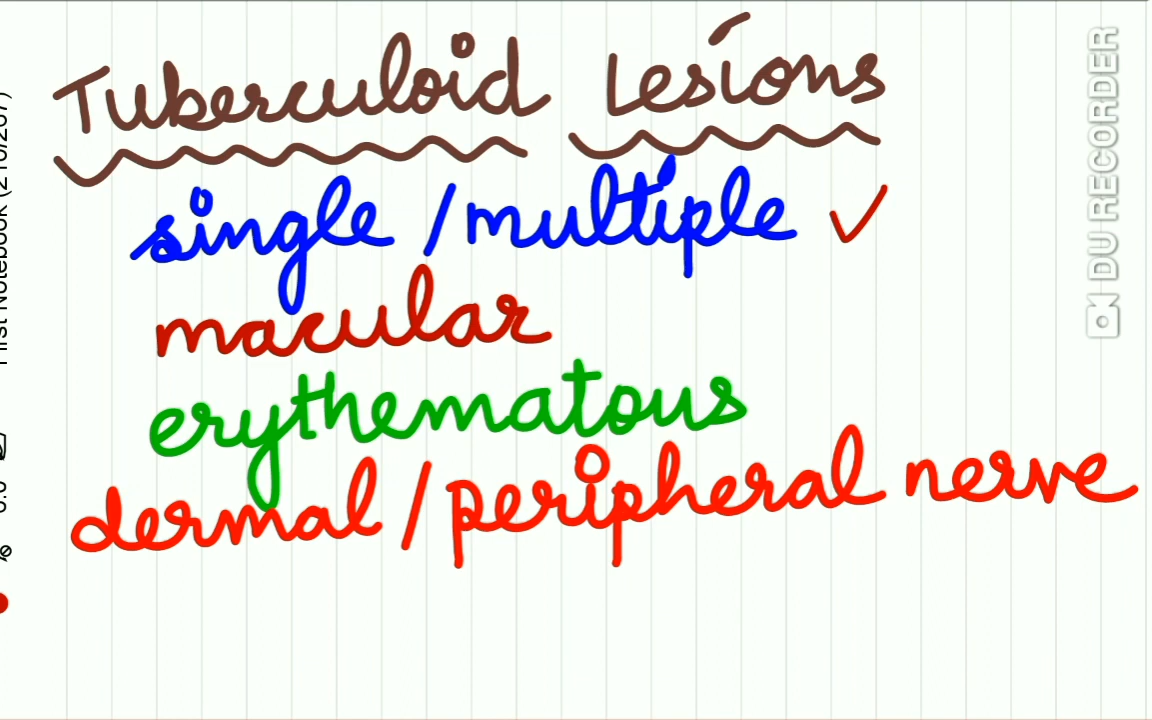 Tuberculoid Lesions
single / multiple ✓
macular
erythematous
dermal / peripheral nerve
DU RECORDER